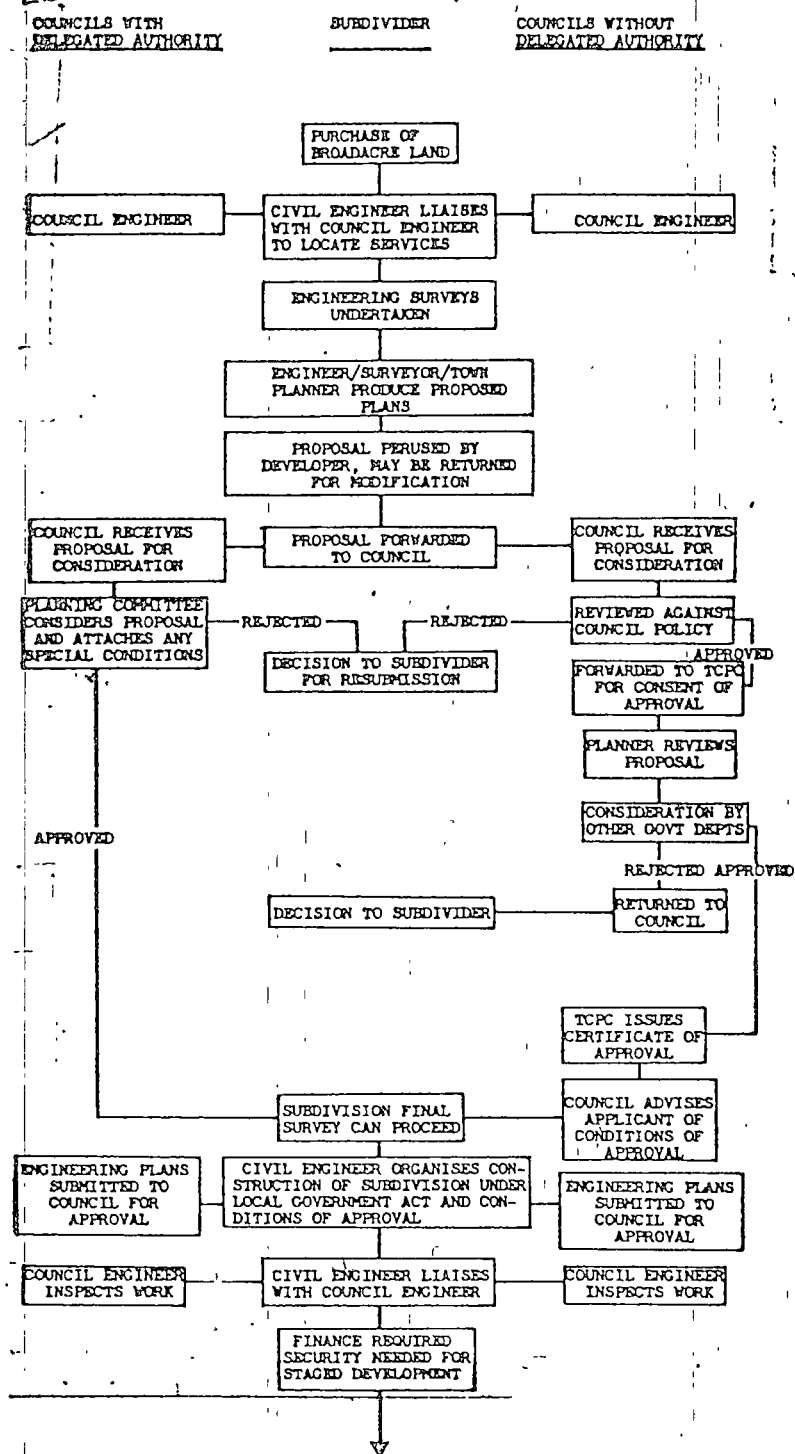 COUNCILS WITH
DELEGATED AUTHORITY
SUBDIVIDER
COUNCILS WITHOUT
DELEGATED AUTHORITY
PURCHASE OF
BROADACRE LAND
COUNCIL ENGINEER
CIVIL ENGINEER LIAISES
WITH COUNCIL ENGINEER
TO LOCATE SERVICES
COUNCIL ENGINEER
ENGINEERING SURVEYS
UNDERTAKEN
ENGINEER/SURVEYOR/TOWN
PLANNER PRODUCE PROPOSED
PLANS
PROPOSAL PERUSED BY
DEVELOPER, MAY BE RETURNED
FOR MODIFICATION
COUNCIL RECEIVES
PROPOSAL FOR
CONSIDERATION
PROPOSAL FORWARDED
TO COUNCIL
COUNCIL RECEIVES
PROPOSAL FOR
CONSIDERATION
PLANNING COMMITTEE
CONSIDERS PROPOSAL
AND ATTACHES ANY
SPECIAL CONDITIONS
REJECTED
REJECTED
REVIEWED AGAINST
COUNCIL POLICY
APPROVED
DECISION TO SUBDIVIDER
FOR RESUBMISSION
FORWARDED TO TCPC
FOR CONSENT OF
APPROVAL
PLANNER REVIEWS
PROPOSAL
CONSIDERATION BY
OTHER GOVT DEPTS
APPROVED
REJECTED APPROVED
DECISION TO SUBDIVIDER
RETURNED TO
COUNCIL
TCPC ISSUES
CERTIFICATE OF
APPROVAL
SUBDIVISION FINAL
SURVEY CAN PROCEED
COUNCIL ADVISES
APPLICANT OF
CONDITIONS OF
APPROVAL
ENGINEERING PLANS
SUBMITTED TO
COUNCIL FOR
APPROVAL
CIVIL ENGINEER ORGANISES CON-
STRUCTION OF SUBDIVISION UNDER
LOCAL GOVERNMENT ACT AND CON-
DITIONS OF APPROVAL
ENGINEERING PLANS
SUBMITTED TO
COUNCIL FOR
APPROVAL
COUNCIL ENGINEER
INSPECTS WORK
CIVIL ENGINEER LIAISES
WITH COUNCIL ENGINEER
COUNCIL ENGINEER
INSPECTS WORK
FINANCE REQUIRED
SECURITY NEEDED FOR
STAGED DEVELOPMENT